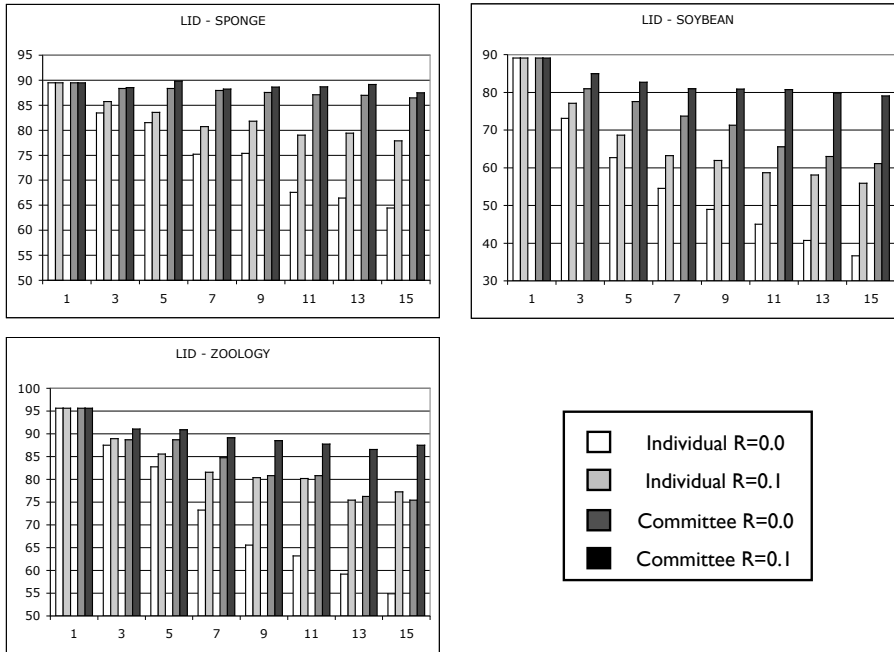 LID - SPONGE
95
90
85
80
75
70
65
60
55
50
1 3 5 7 9 11 13 15
LID - SOYBEAN
90
80
70
60
50
40
30
1 3 5 7 9 11 13 15
LID - ZOOLOGY
100
95
90
85
80
75
70
65
60
55
50
1 3 5 7 9 11 13 15
Individual R=0.0
Individual R=0.1
Committee R=0.0
Committee R=0.1